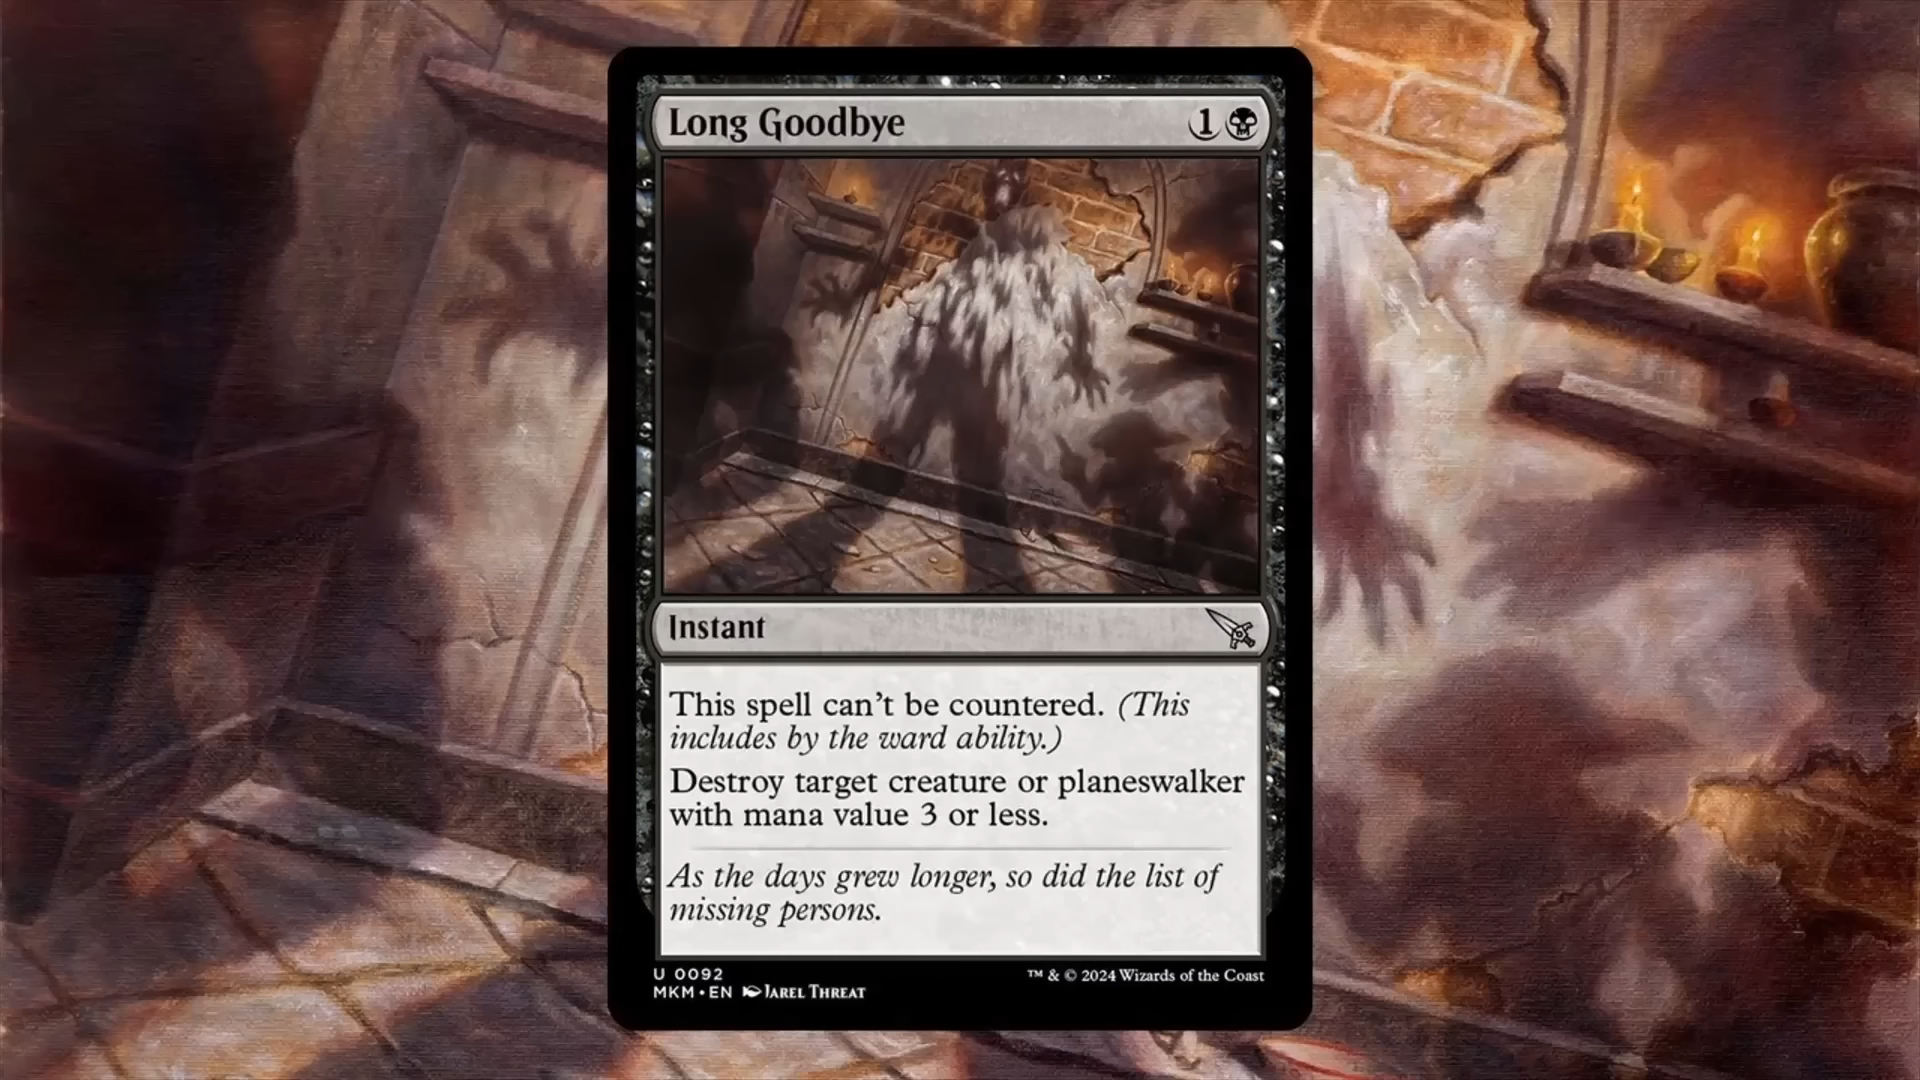 Long Goodbye 1
Instant
This spell can't be countered. (This
includes by the ward ability.)
Destroy target creature or planeswalker
with mana value 3 or less.
As the days grew longer, so did the list of
missing persons.
U 0092
MKM • EN JAREL THREAT
™ & © 2024 Wizards of the Coast